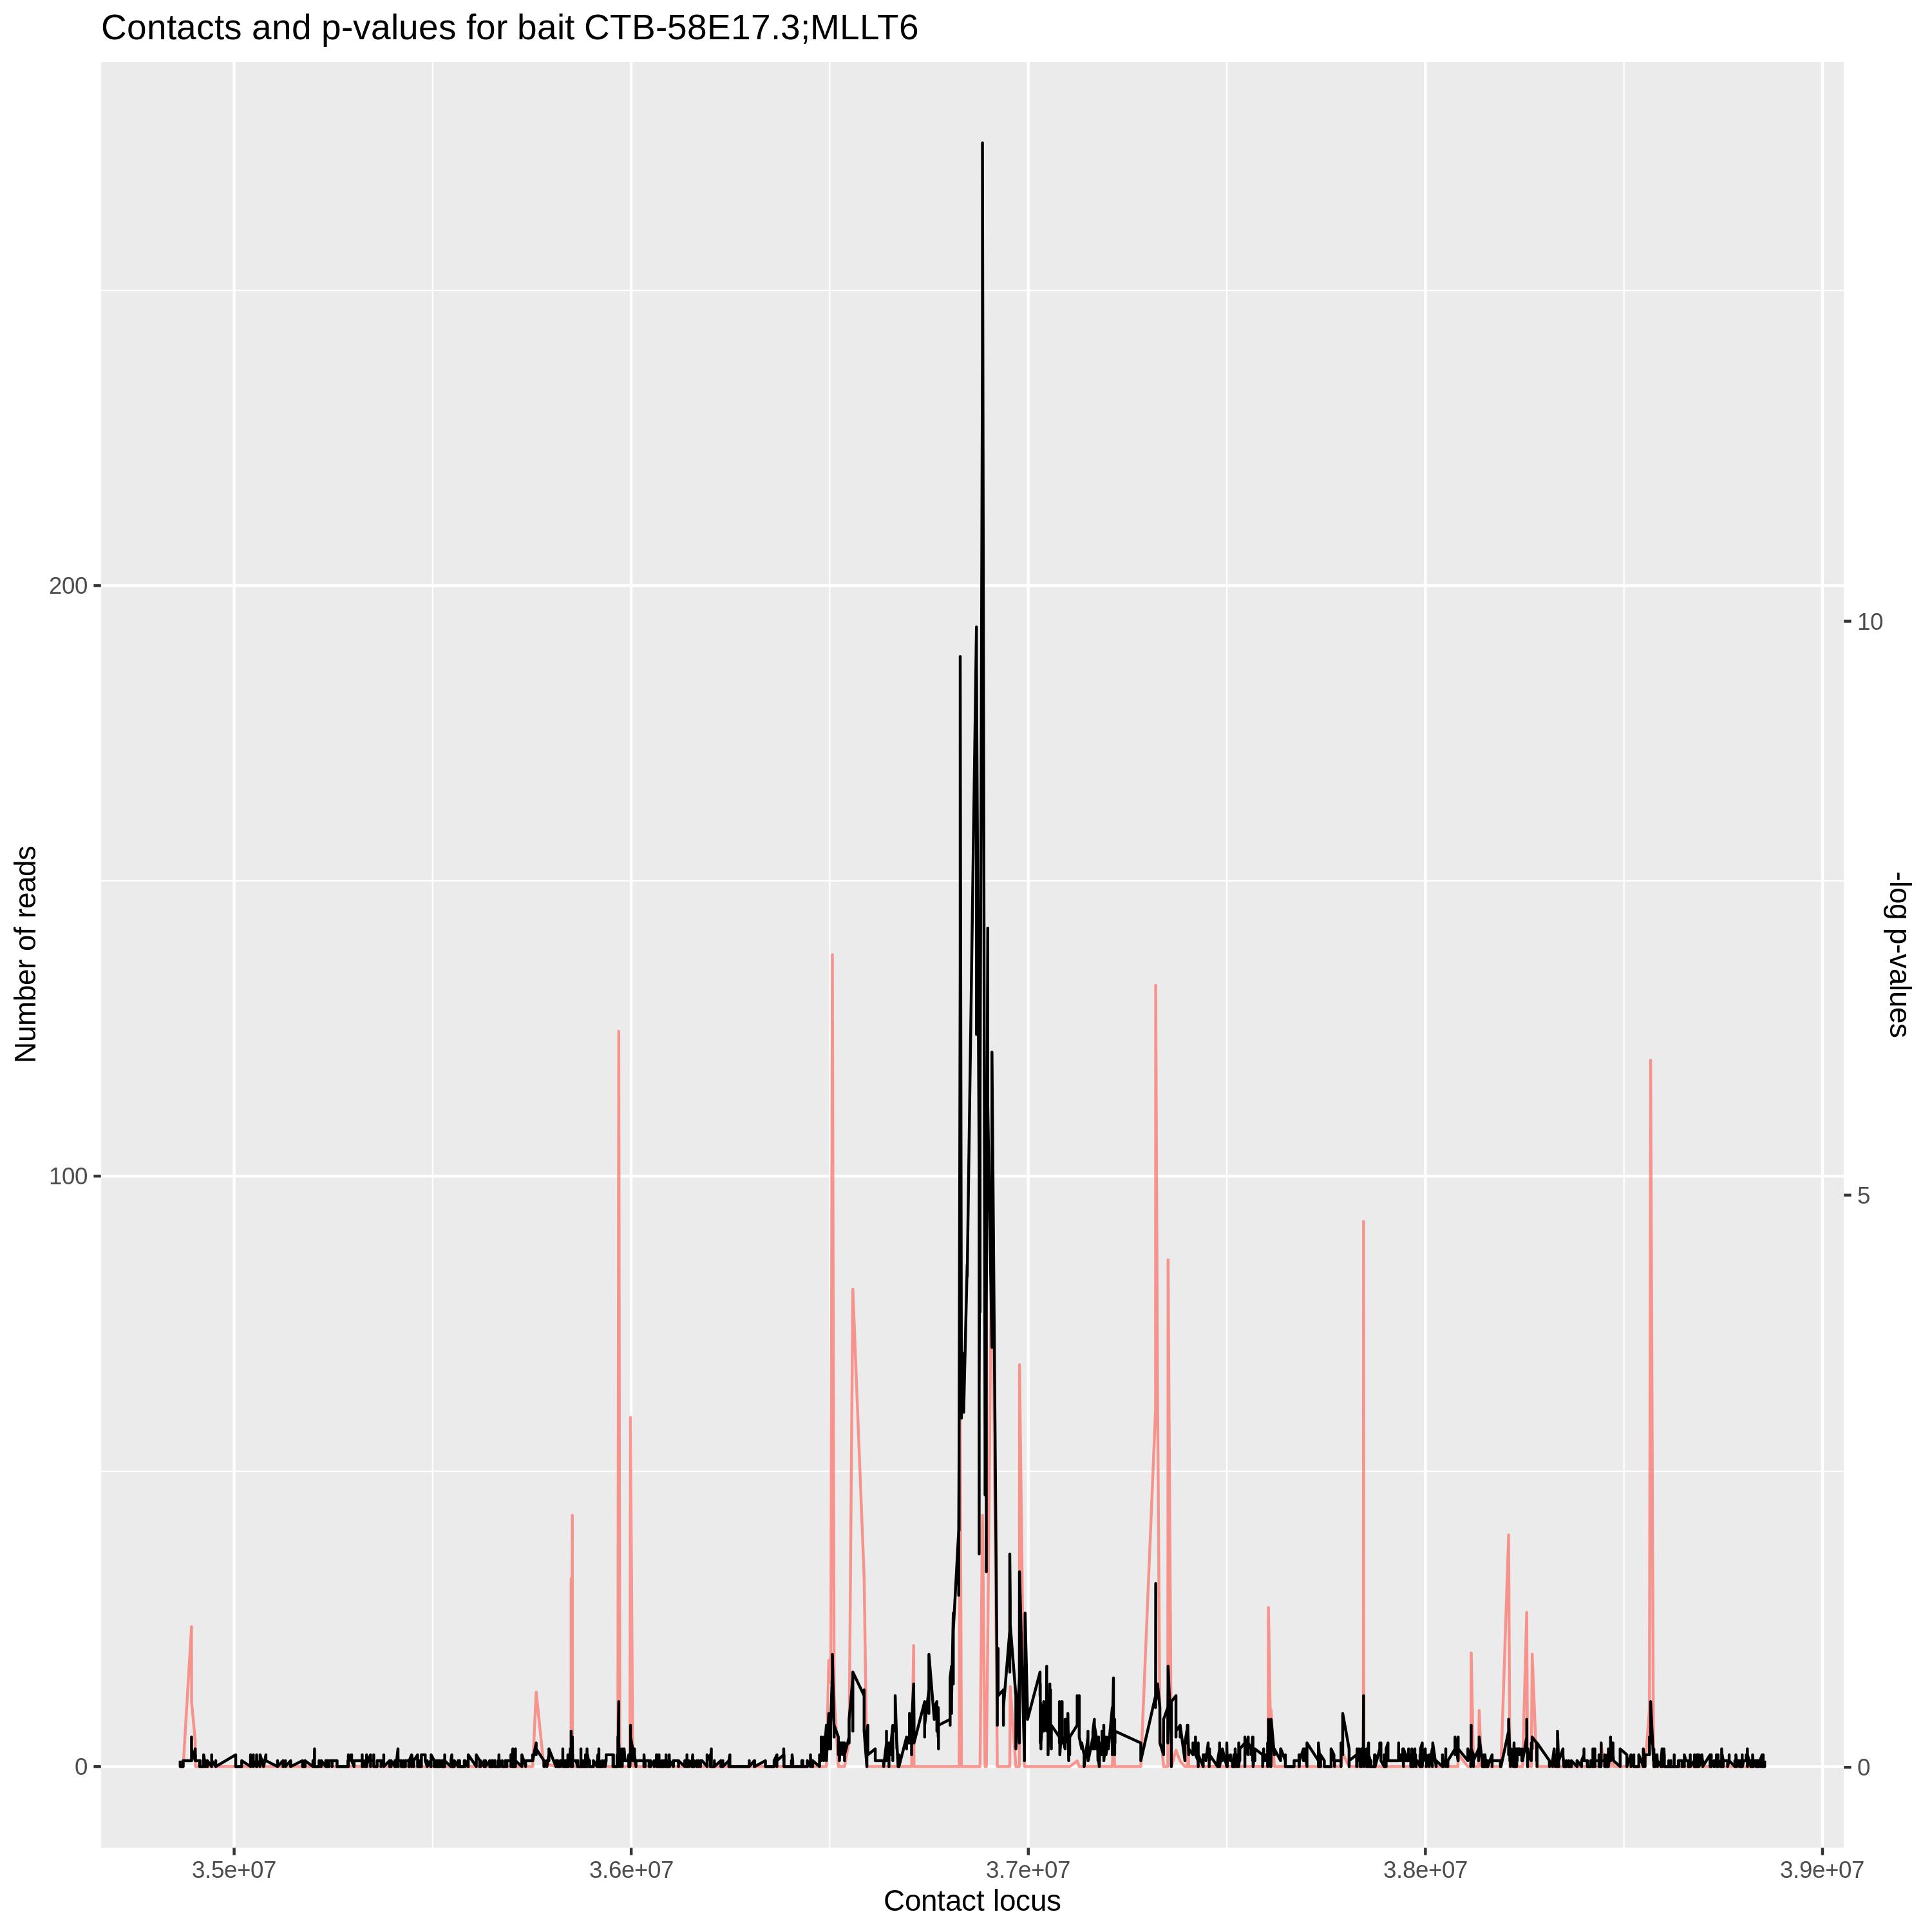 Contacts and p-values for bait CTB-58E17.3;MLLT6
Number of reads
200
100
0
-log p-values
10
5
0
3.5e+07
3.6e+07
3.7e+07
3.8e+07
3.9e+07
Contact locus